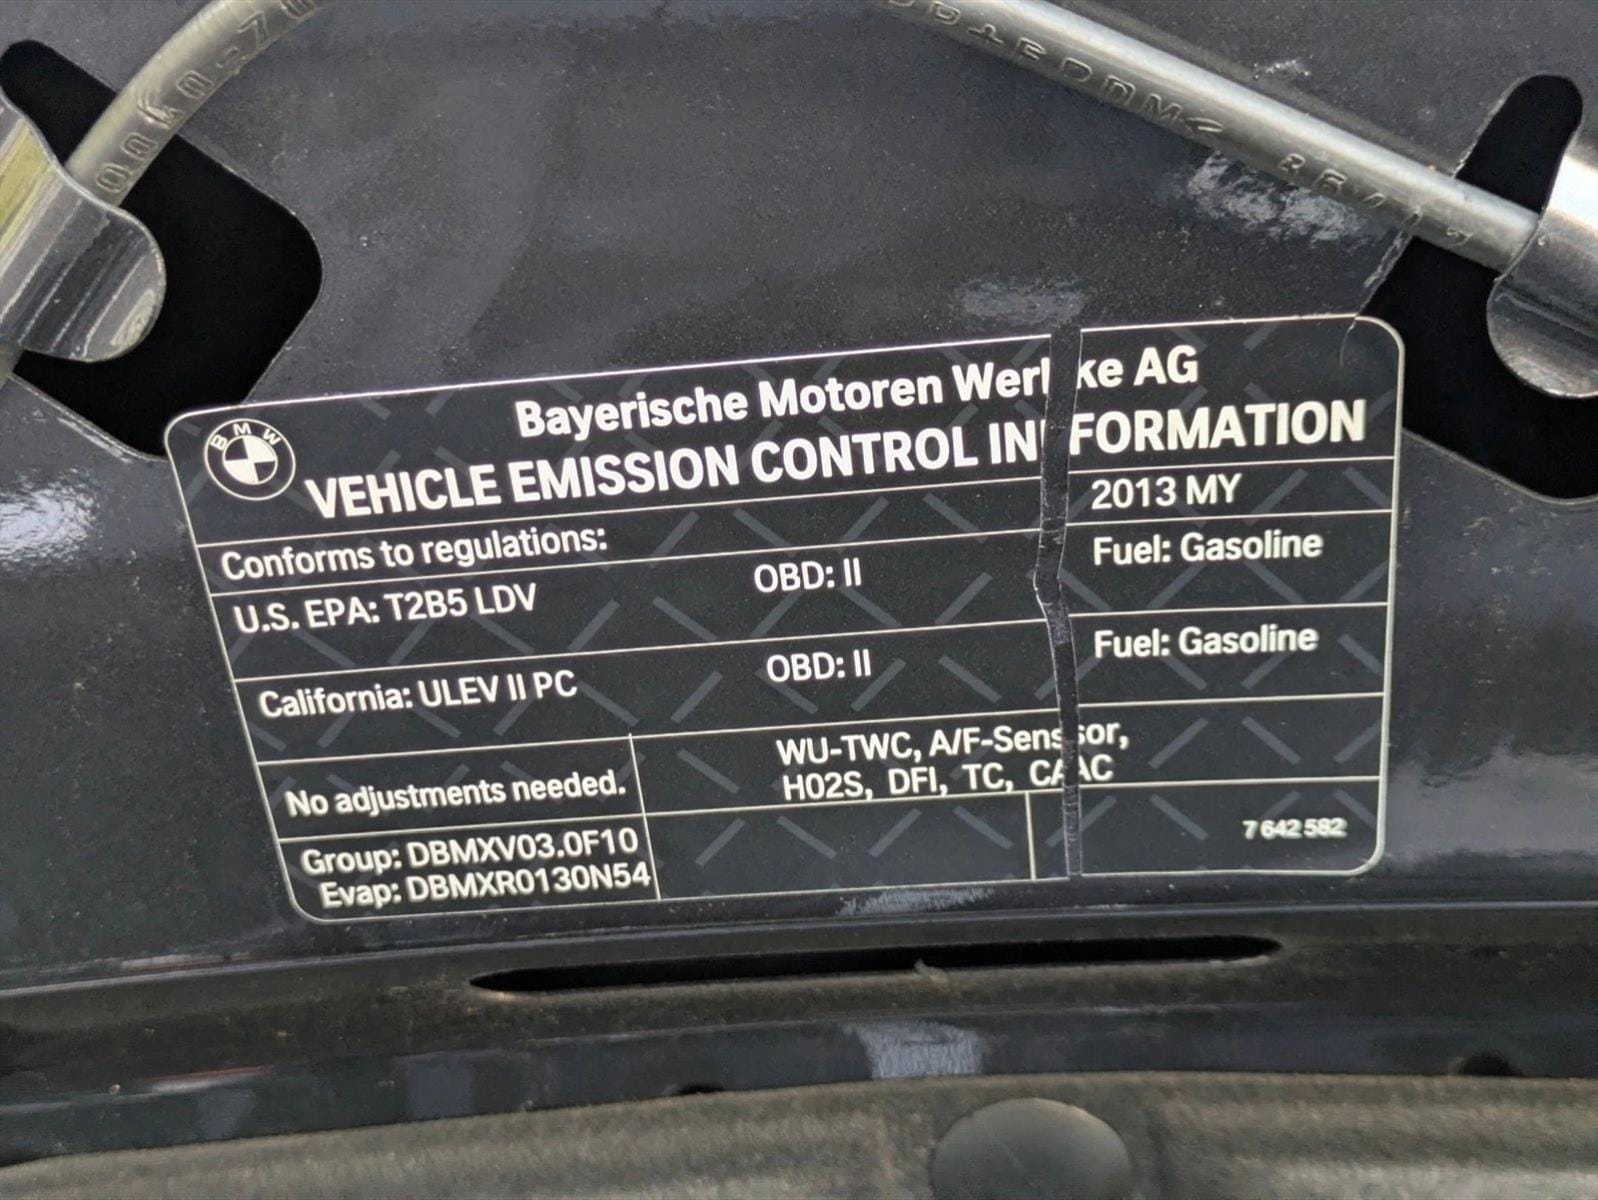 BMW
Bayerische Motoren Werke AG
VEHICLE EMISSION CONTROL INFORMATION
Conforms to regulations: 2013 MY
U.S. EPA: T2B5 LDV OBD: II Fuel: Gasoline
California: ULEV II PC OBD: II Fuel: Gasoline
No adjustments needed.
WU-TWC, A/F-Sensor,
H02S, DFI, TC, CAC
Group: DBMXV03.0F10
Evap: DBMXR0130N54
7 642 582